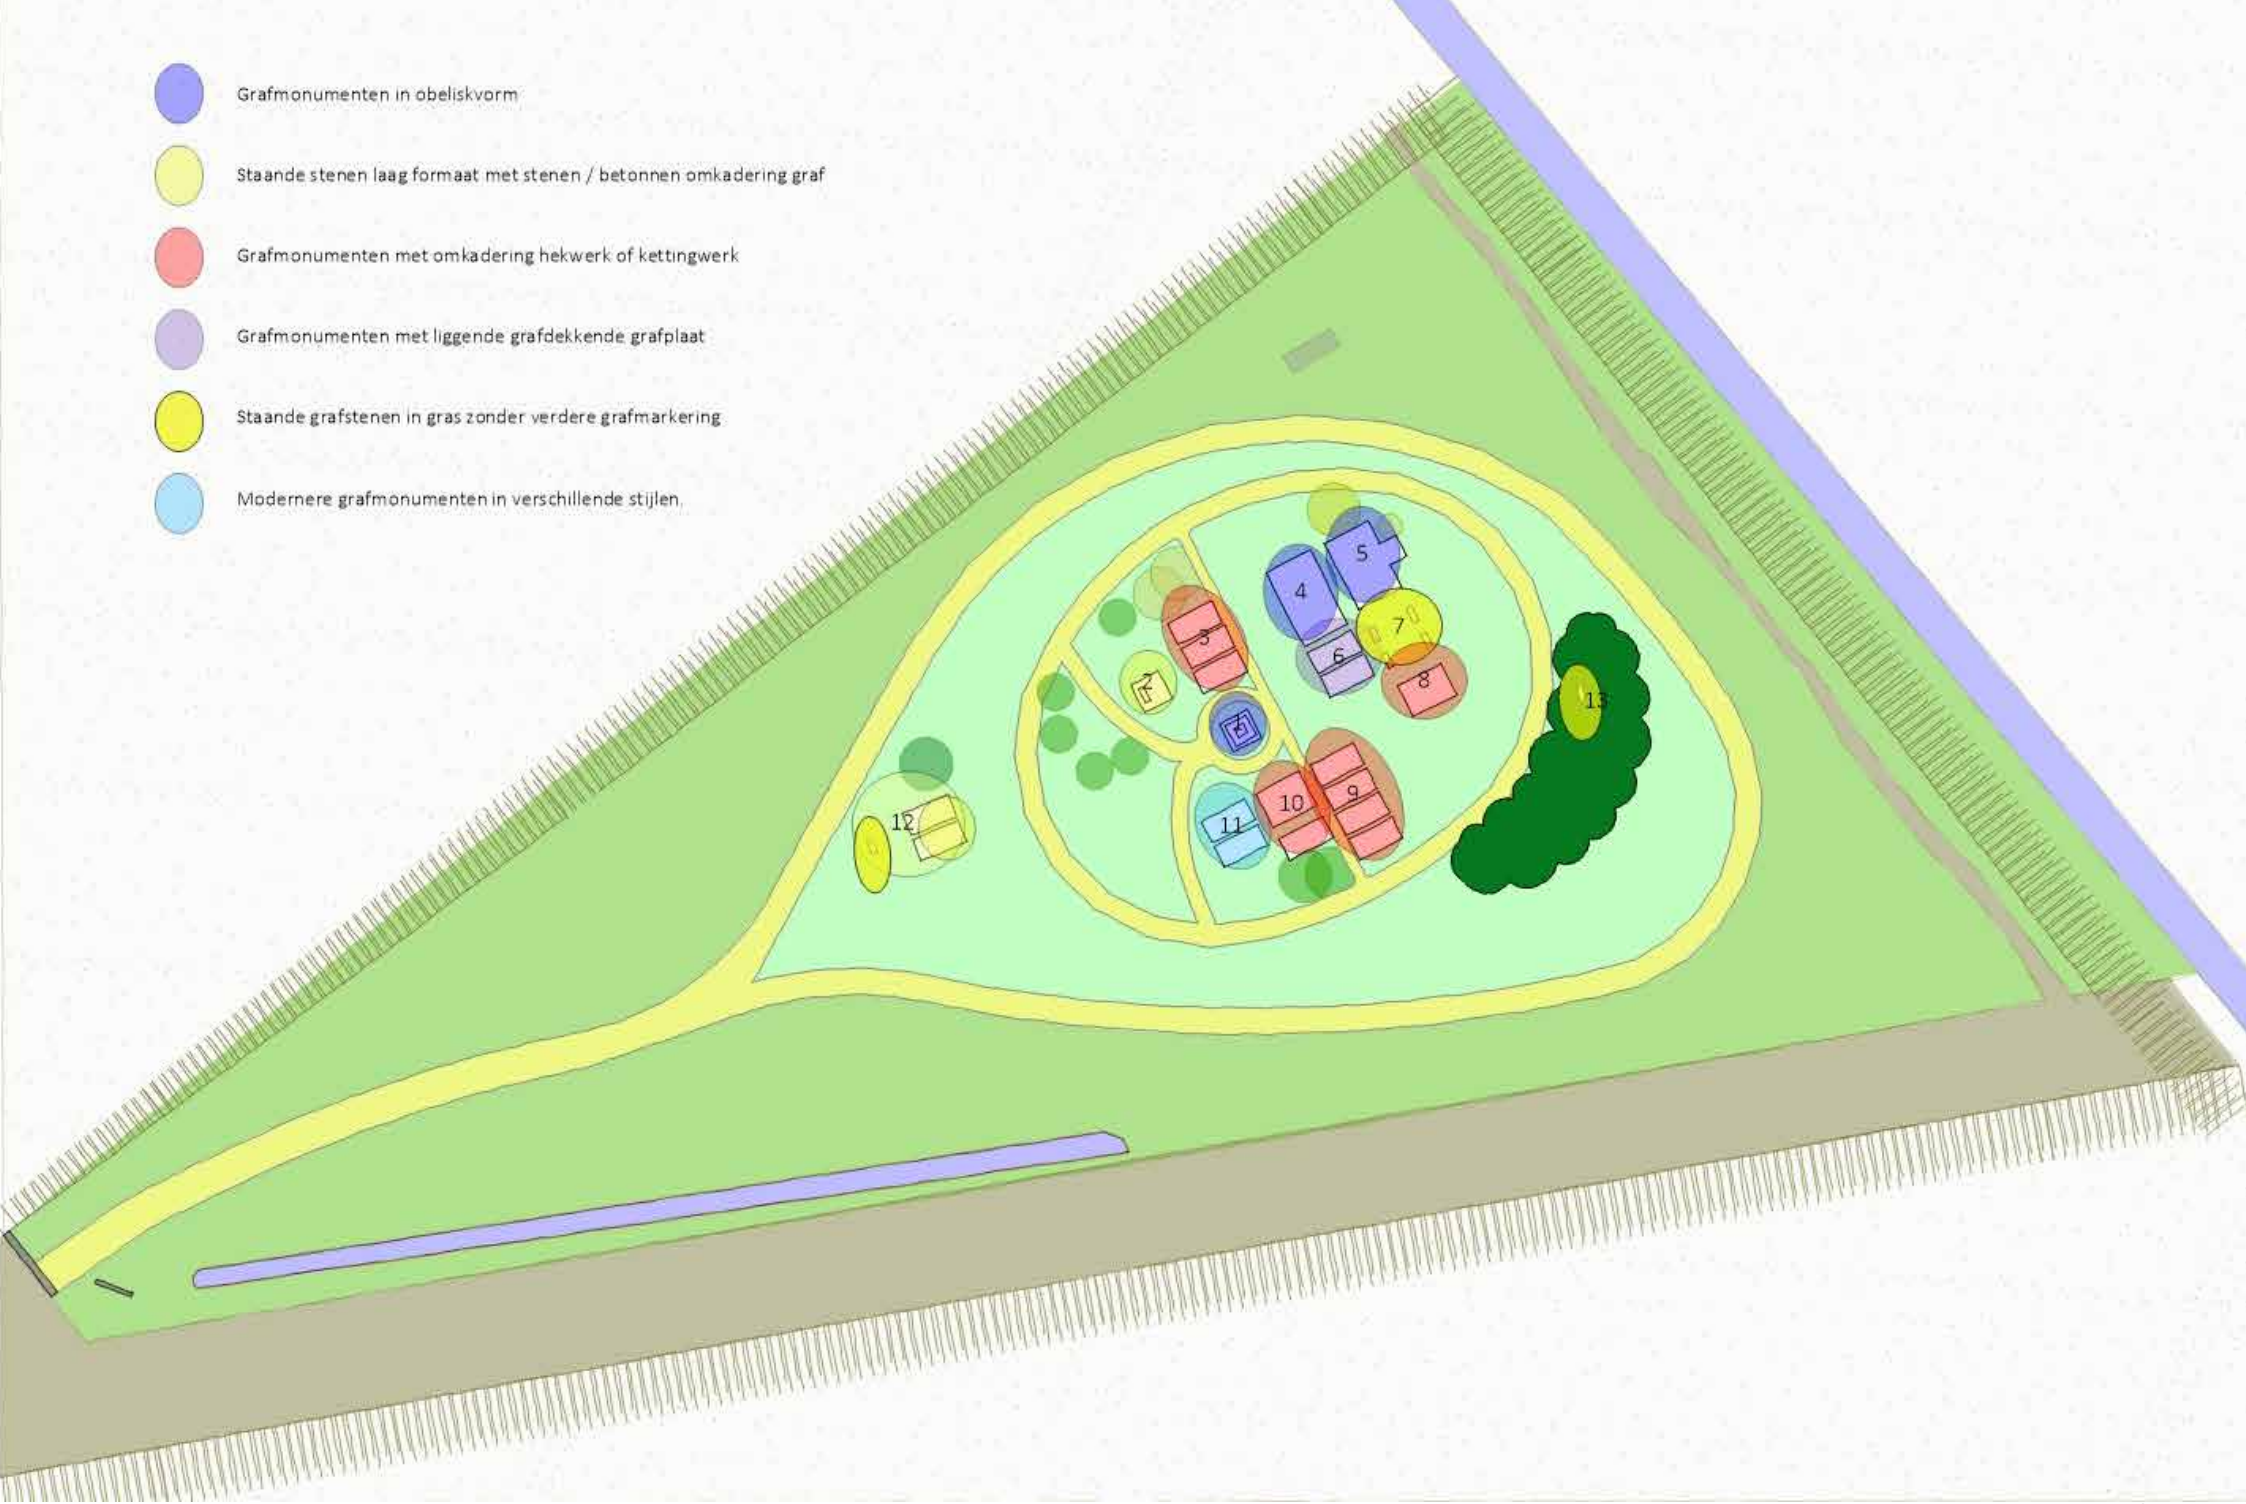 Grafmonumenten in obeliskvorm
Staande stenen laag formaat met stenen / betonnen omkadering graf
Grafmonumenten met omkadering hekwerk of kettingwerk
Grafmonumenten met liggende grafdekkende grafplaat
Staande grafstenen in gras zonder verdere grafmarkering
Modernere grafmonumenten in verschillende stijlen.
5
4
7
3
6
8
2
13
9
10
11
12